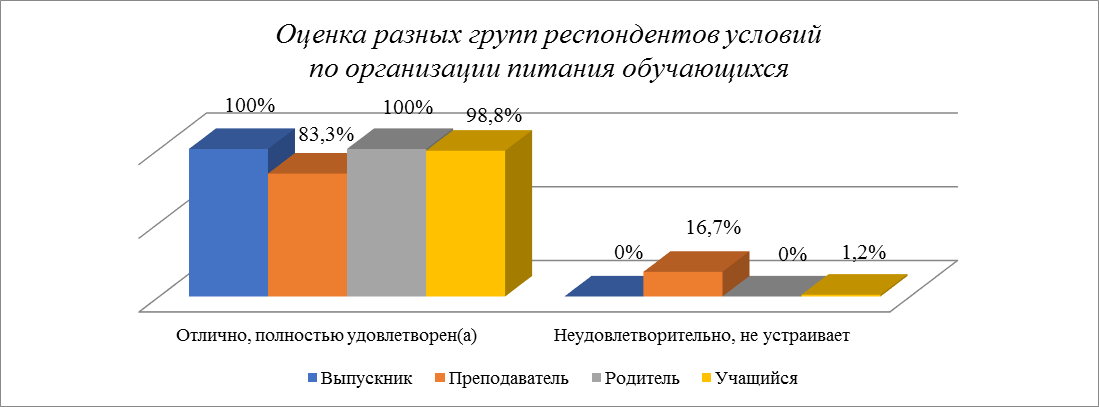 Оценка разных групп респондентов условий
по организации питания обучающихся
100%
83,3%
100%
98,8%
0%
16,7%
0%
1,2%
Отлично, полностью удовлетворен(а)
Неудовлетворительно, не устраивает
Выпускник
Преподаватель
Родитель
Учащийся